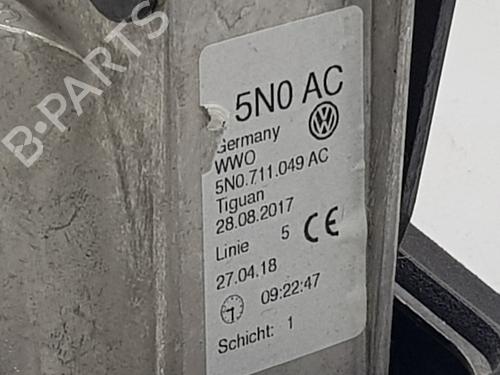 B-PARTS
5N0 AC
Germany
WWO
5N0.711.049 AC
Tiguan
28.08.2017
Linie 5 CE
27.04.18
09:22:47
Schicht: 1